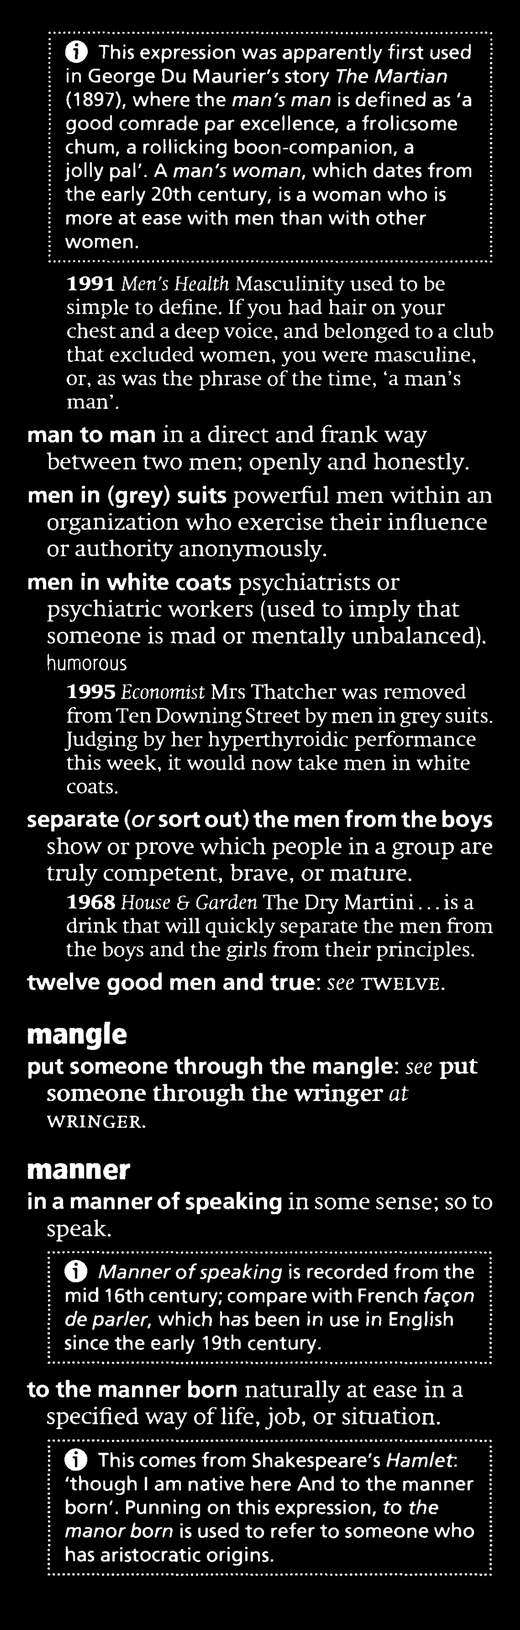 ⓘ This expression was apparently first used
in George Du Maurier's story The Martian
(1897), where the man's man is defined as ‘a
good comrade par excellence, a frolicsome
chum, a rollicking boon-companion, a
jolly pal’. A man's woman, which dates from
the early 20th century, is a woman who is
more at ease with men than with other
women.
1991 Men's Health Masculinity used to be
simple to define. If you had hair on your
chest and a deep voice, and belonged to a club
that excluded women, you were masculine,
or, as was the phrase of the time, ‘a man's
man’.
man to man in a direct and frank way
between two men; openly and honestly.
men in (grey) suits powerful men within an
organization who exercise their influence
or authority anonymously.
men in white coats psychiatrists or
psychiatric workers (used to imply that
someone is mad or mentally unbalanced).
humorous
1995 Economist Mrs Thatcher was removed
from Ten Downing Street by men in grey suits.
Judging by her hyperthyroidic performance
this week, it would now take men in white
coats.
separate (or sort out) the men from the boys
show or prove which people in a group are
truly competent, brave, or mature.
1968 House & Garden The Dry Martini . . . is a
drink that will quickly separate the men from
the boys and the girls from their principles.
twelve good men and true: see TWELVE.
mangle
put someone through the mangle: see put
someone through the wringer at
WRINGER.
manner
in a manner of speaking in some sense; so to
speak.
ⓘ Manner of speaking is recorded from the
mid 16th century; compare with French façon
de parler, which has been in use in English
since the early 19th century.
to the manner born naturally at ease in a
specified way of life, job, or situation.
ⓘ This comes from Shakespeare's Hamlet:
‘though I am native here And to the manner
born’. Punning on this expression, to the
manor born is used to refer to someone who
has aristocratic origins.